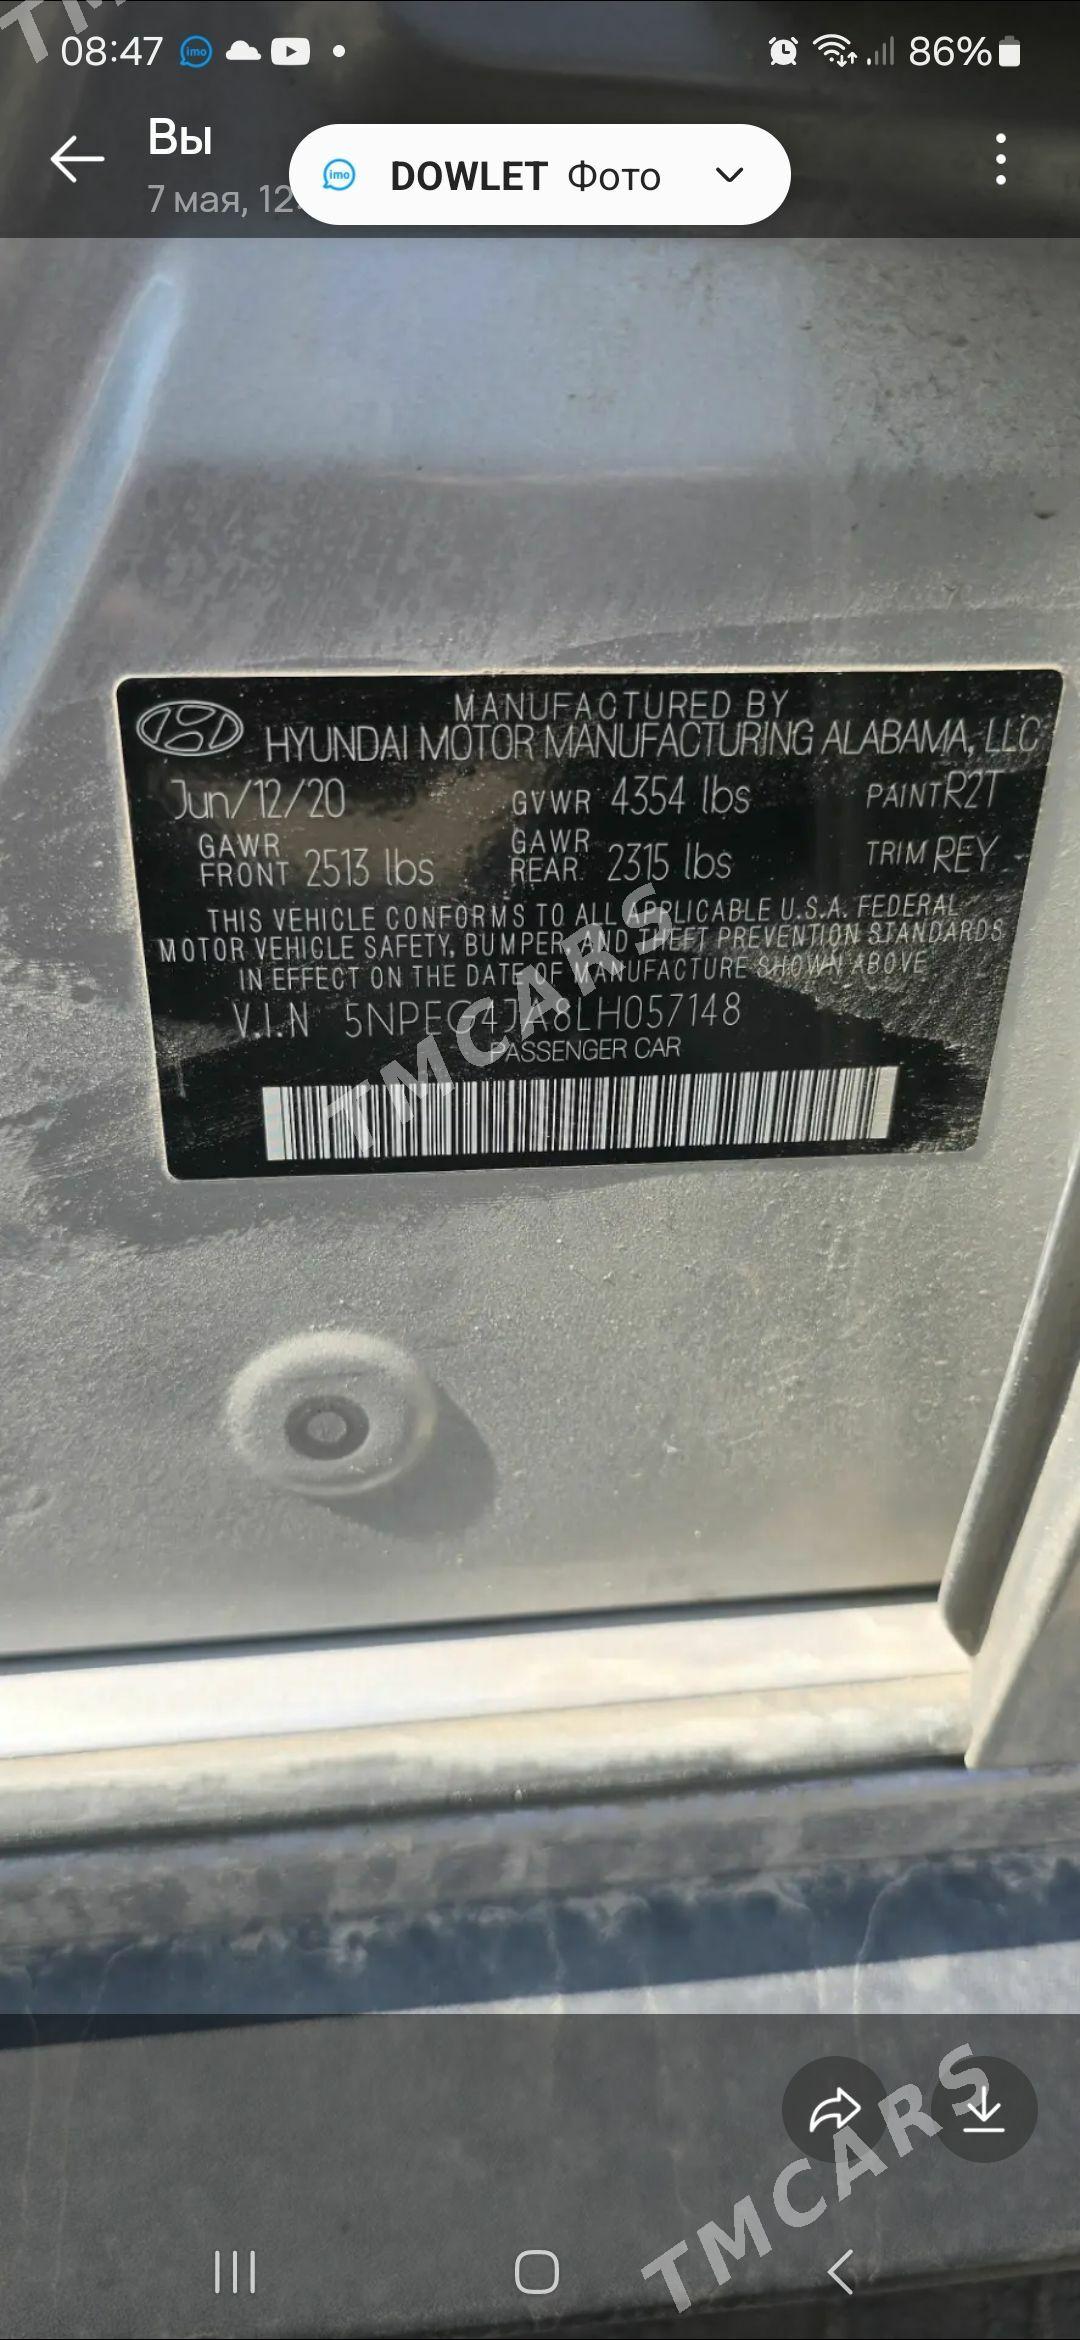 TM
08:47 imo 86%
Вы
imo DOWLET Фото
7 мая, 12:
MANUFACTURED BY
HYUNDAI MOTOR MANUFACTURING ALABAMA, LLC
Jun/12/20 GVWR 4354 lbs PAINT R2T
GAWR FRONT 2513 lbs GAWR REAR 2315 lbs TRIM REY
THIS VEHICLE CONFORMS TO ALL APPLICABLE U.S.A. FEDERAL
MOTOR VEHICLE SAFETY, BUMPER, AND THEFT PREVENTION STANDARDS
IN EFFECT ON THE DATE OF MANUFACTURE SHOWN ABOVE
V.I.N 5NPEG4JA8LH057148
PASSENGER CAR
TMCARS
TMCARS